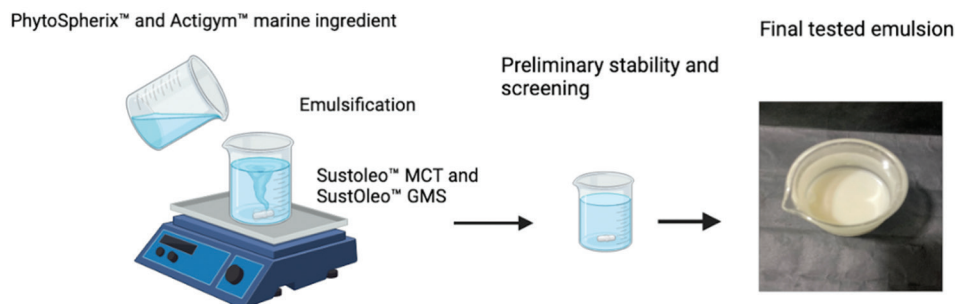 PhytoSpherix™ and Actigym™ marine ingredient
Final tested emulsion
Preliminary stability and
screening
Emulsification
Sustoleo™ MCT and
SustOleo™ GMS